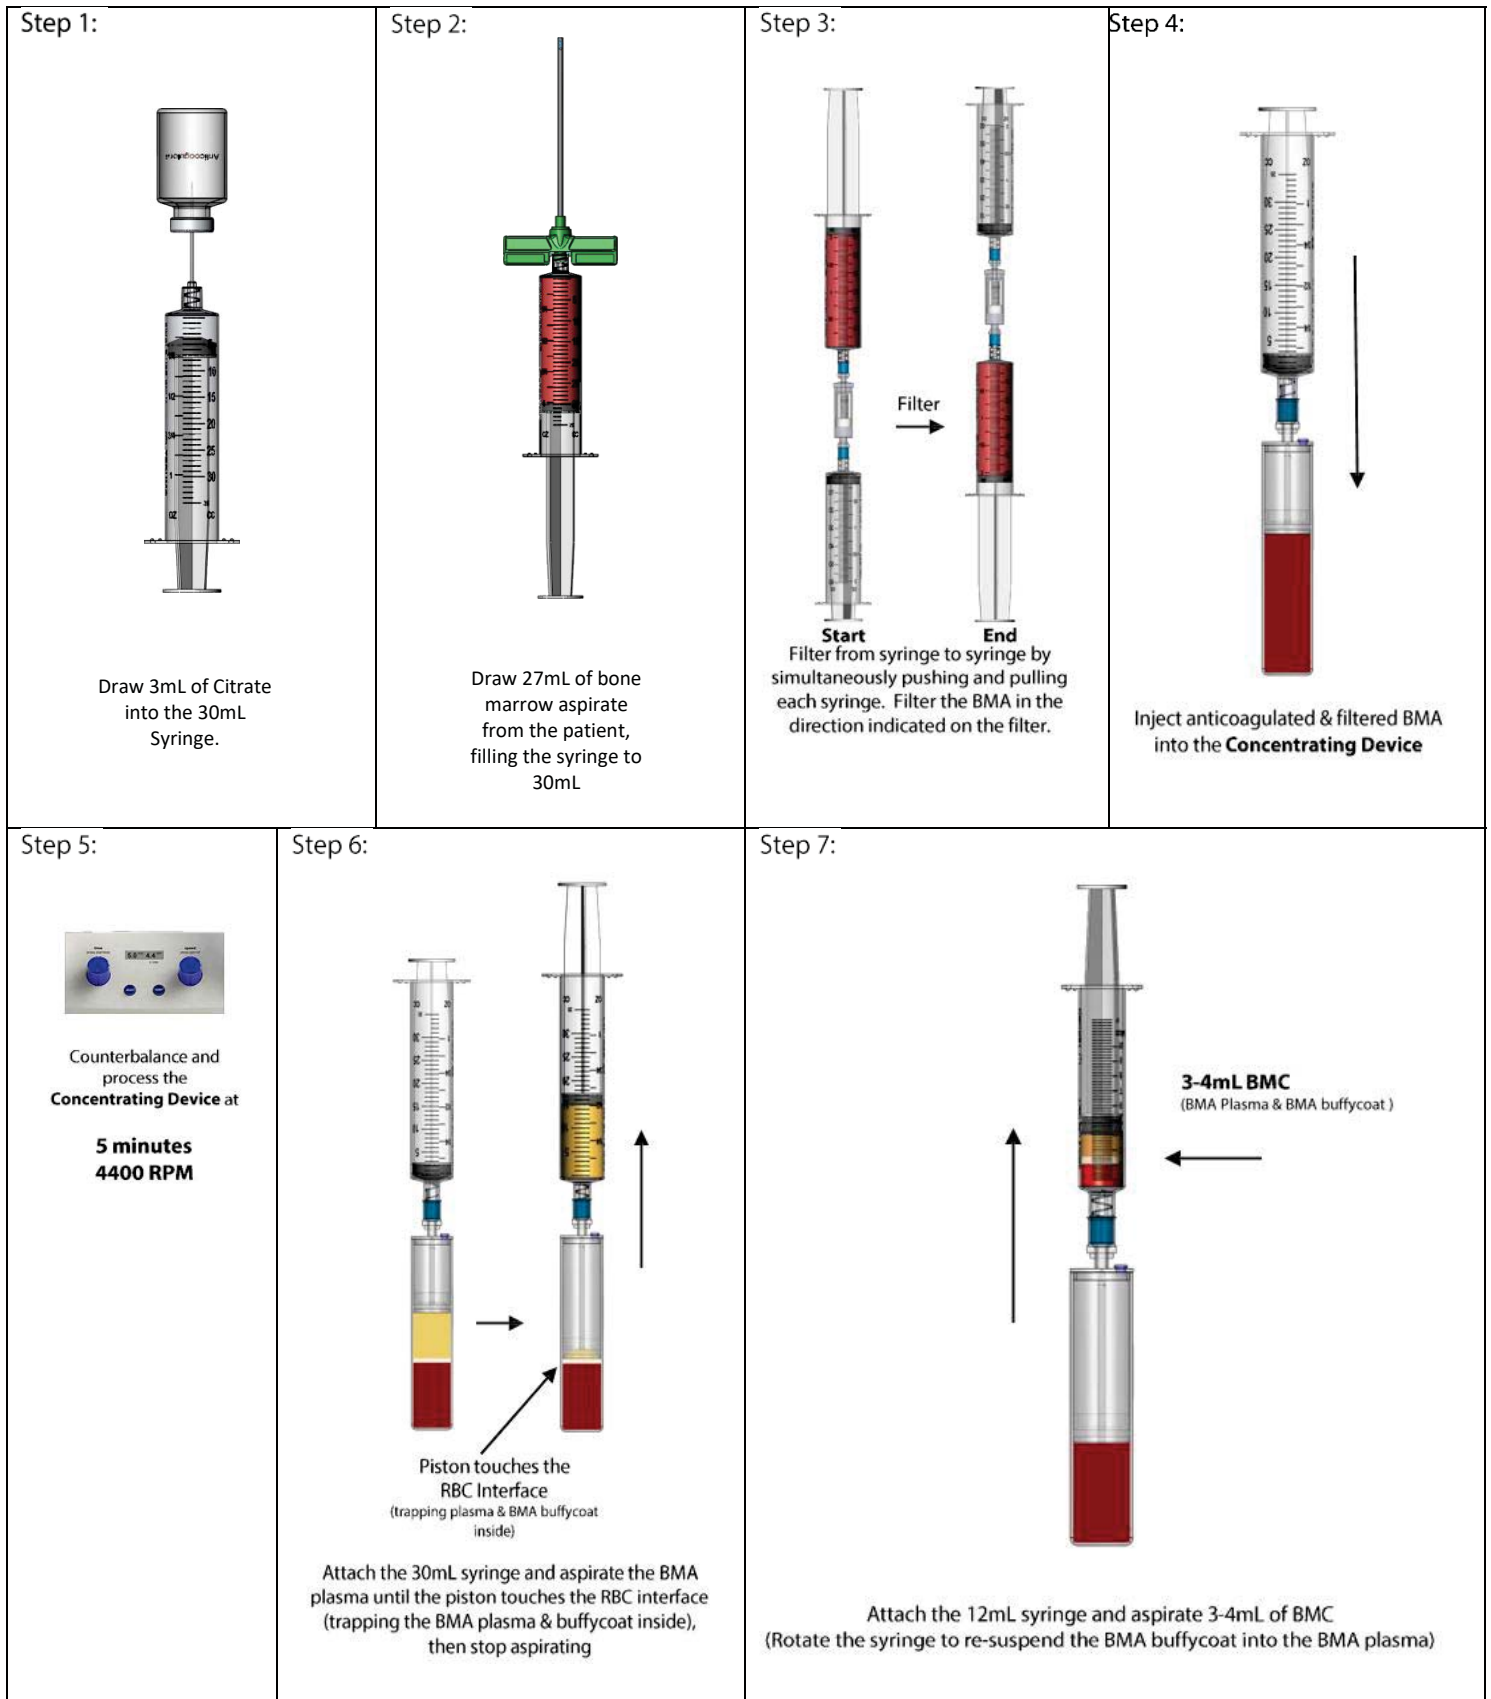 Step 1:
Anticoagulant
Draw 3mL of Citrate
into the 30mL
Syringe.
Step 2:
Draw 27mL of bone
marrow aspirate
from the patient,
filling the syringe to
30mL
Step 3:
Filter
Start
End
Filter from syringe to syringe by
simultaneously pushing and pulling
each syringe. Filter the BMA in the
direction indicated on the filter.
Step 4:
Inject anticoagulated & filtered BMA
into the Concentrating Device
Step 5:
Counterbalance and
process the
Concentrating Device at
5 minutes
4400 RPM
Step 6:
Piston touches the
RBC Interface
(trapping plasma & BMA buffycoat
inside)
Attach the 30mL syringe and aspirate the BMA
plasma until the piston touches the RBC interface
(trapping the BMA plasma & buffycoat inside),
then stop aspirating
Step 7:
3-4mL BMC
(BMA Plasma & BMA buffycoat )
Attach the 12mL syringe and aspirate 3-4mL of BMC
(Rotate the syringe to re-suspend the BMA buffycoat into the BMA plasma)